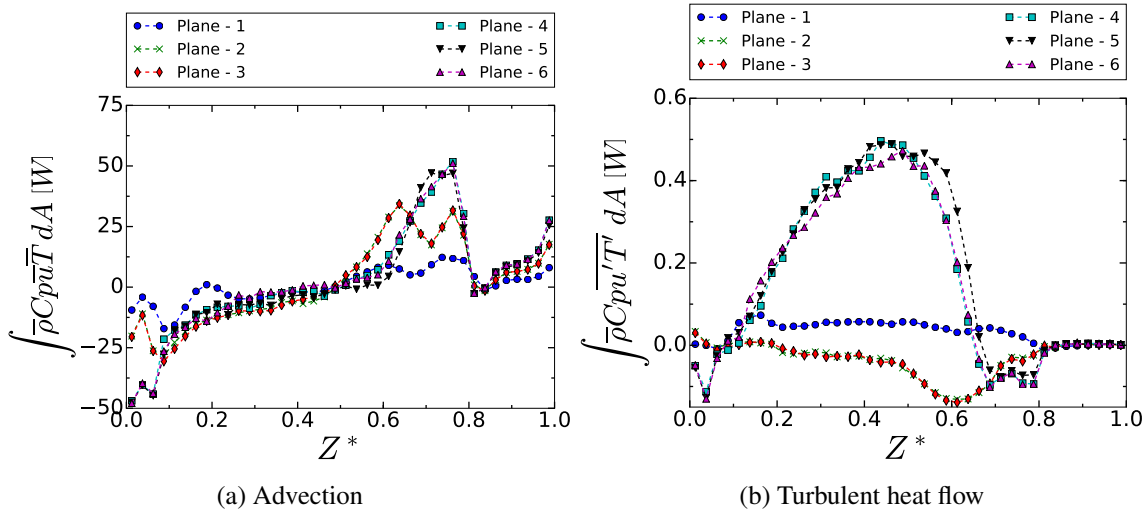 Plane - 1 Plane - 4
Plane - 2 Plane - 5
Plane - 3 Plane - 6
75
50
25
0
−25
−50
0.0 0.2 0.4 0.6 0.8 1.0
∫ ρ̅Cpu̅T̅ dA [W]
Z*
(a) Advection
Plane - 1 Plane - 4
Plane - 2 Plane - 5
Plane - 3 Plane - 6
0.6
0.4
0.2
0.0
0.0 0.2 0.4 0.6 0.8 1.0
∫ ρ̅Cpu̅'T̅' dA [W]
Z*
(b) Turbulent heat flow